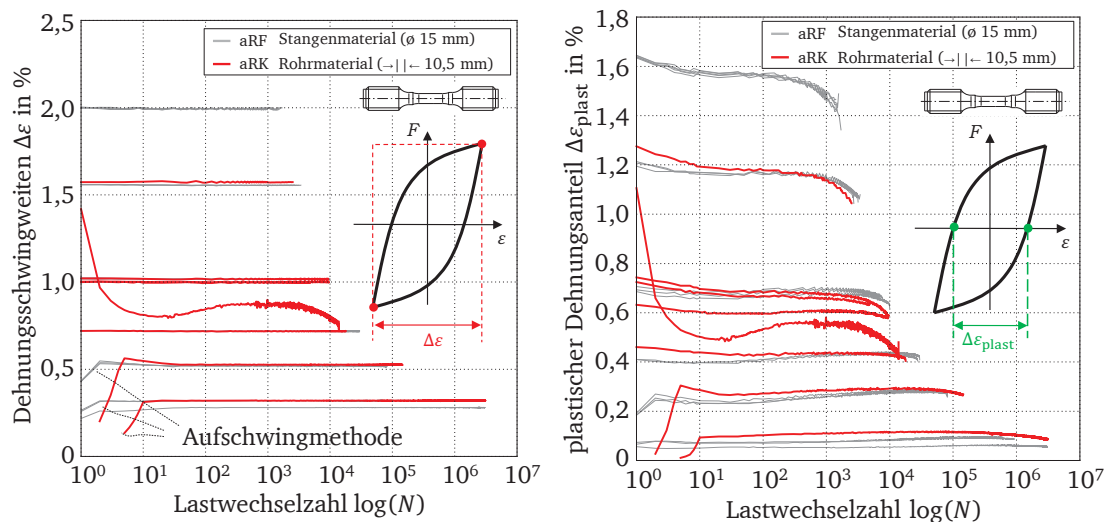 Dehnungsschwingweiten Δε in %
2,5
2,0
1,5
1,0
0,5
0
aRF Stangenmaterial (ø 15 mm)
aRK Rohrmaterial (→||← 10,5 mm)
F
ε
Δε
Aufschwingmethode
10⁰ 10¹ 10² 10³ 10⁴ 10⁵ 10⁶ 10⁷
Lastwechselzahl log(N)
plastischer Dehnungsanteil Δε_plast in %
1,8
1,6
1,4
1,2
1,0
0,8
0,6
0,4
0,2
0
aRF Stangenmaterial (ø 15 mm)
aRK Rohrmaterial (→||← 10,5 mm)
F
ε
Δε_plast
10⁰ 10¹ 10² 10³ 10⁴ 10⁵ 10⁶ 10⁷
Lastwechselzahl log(N)